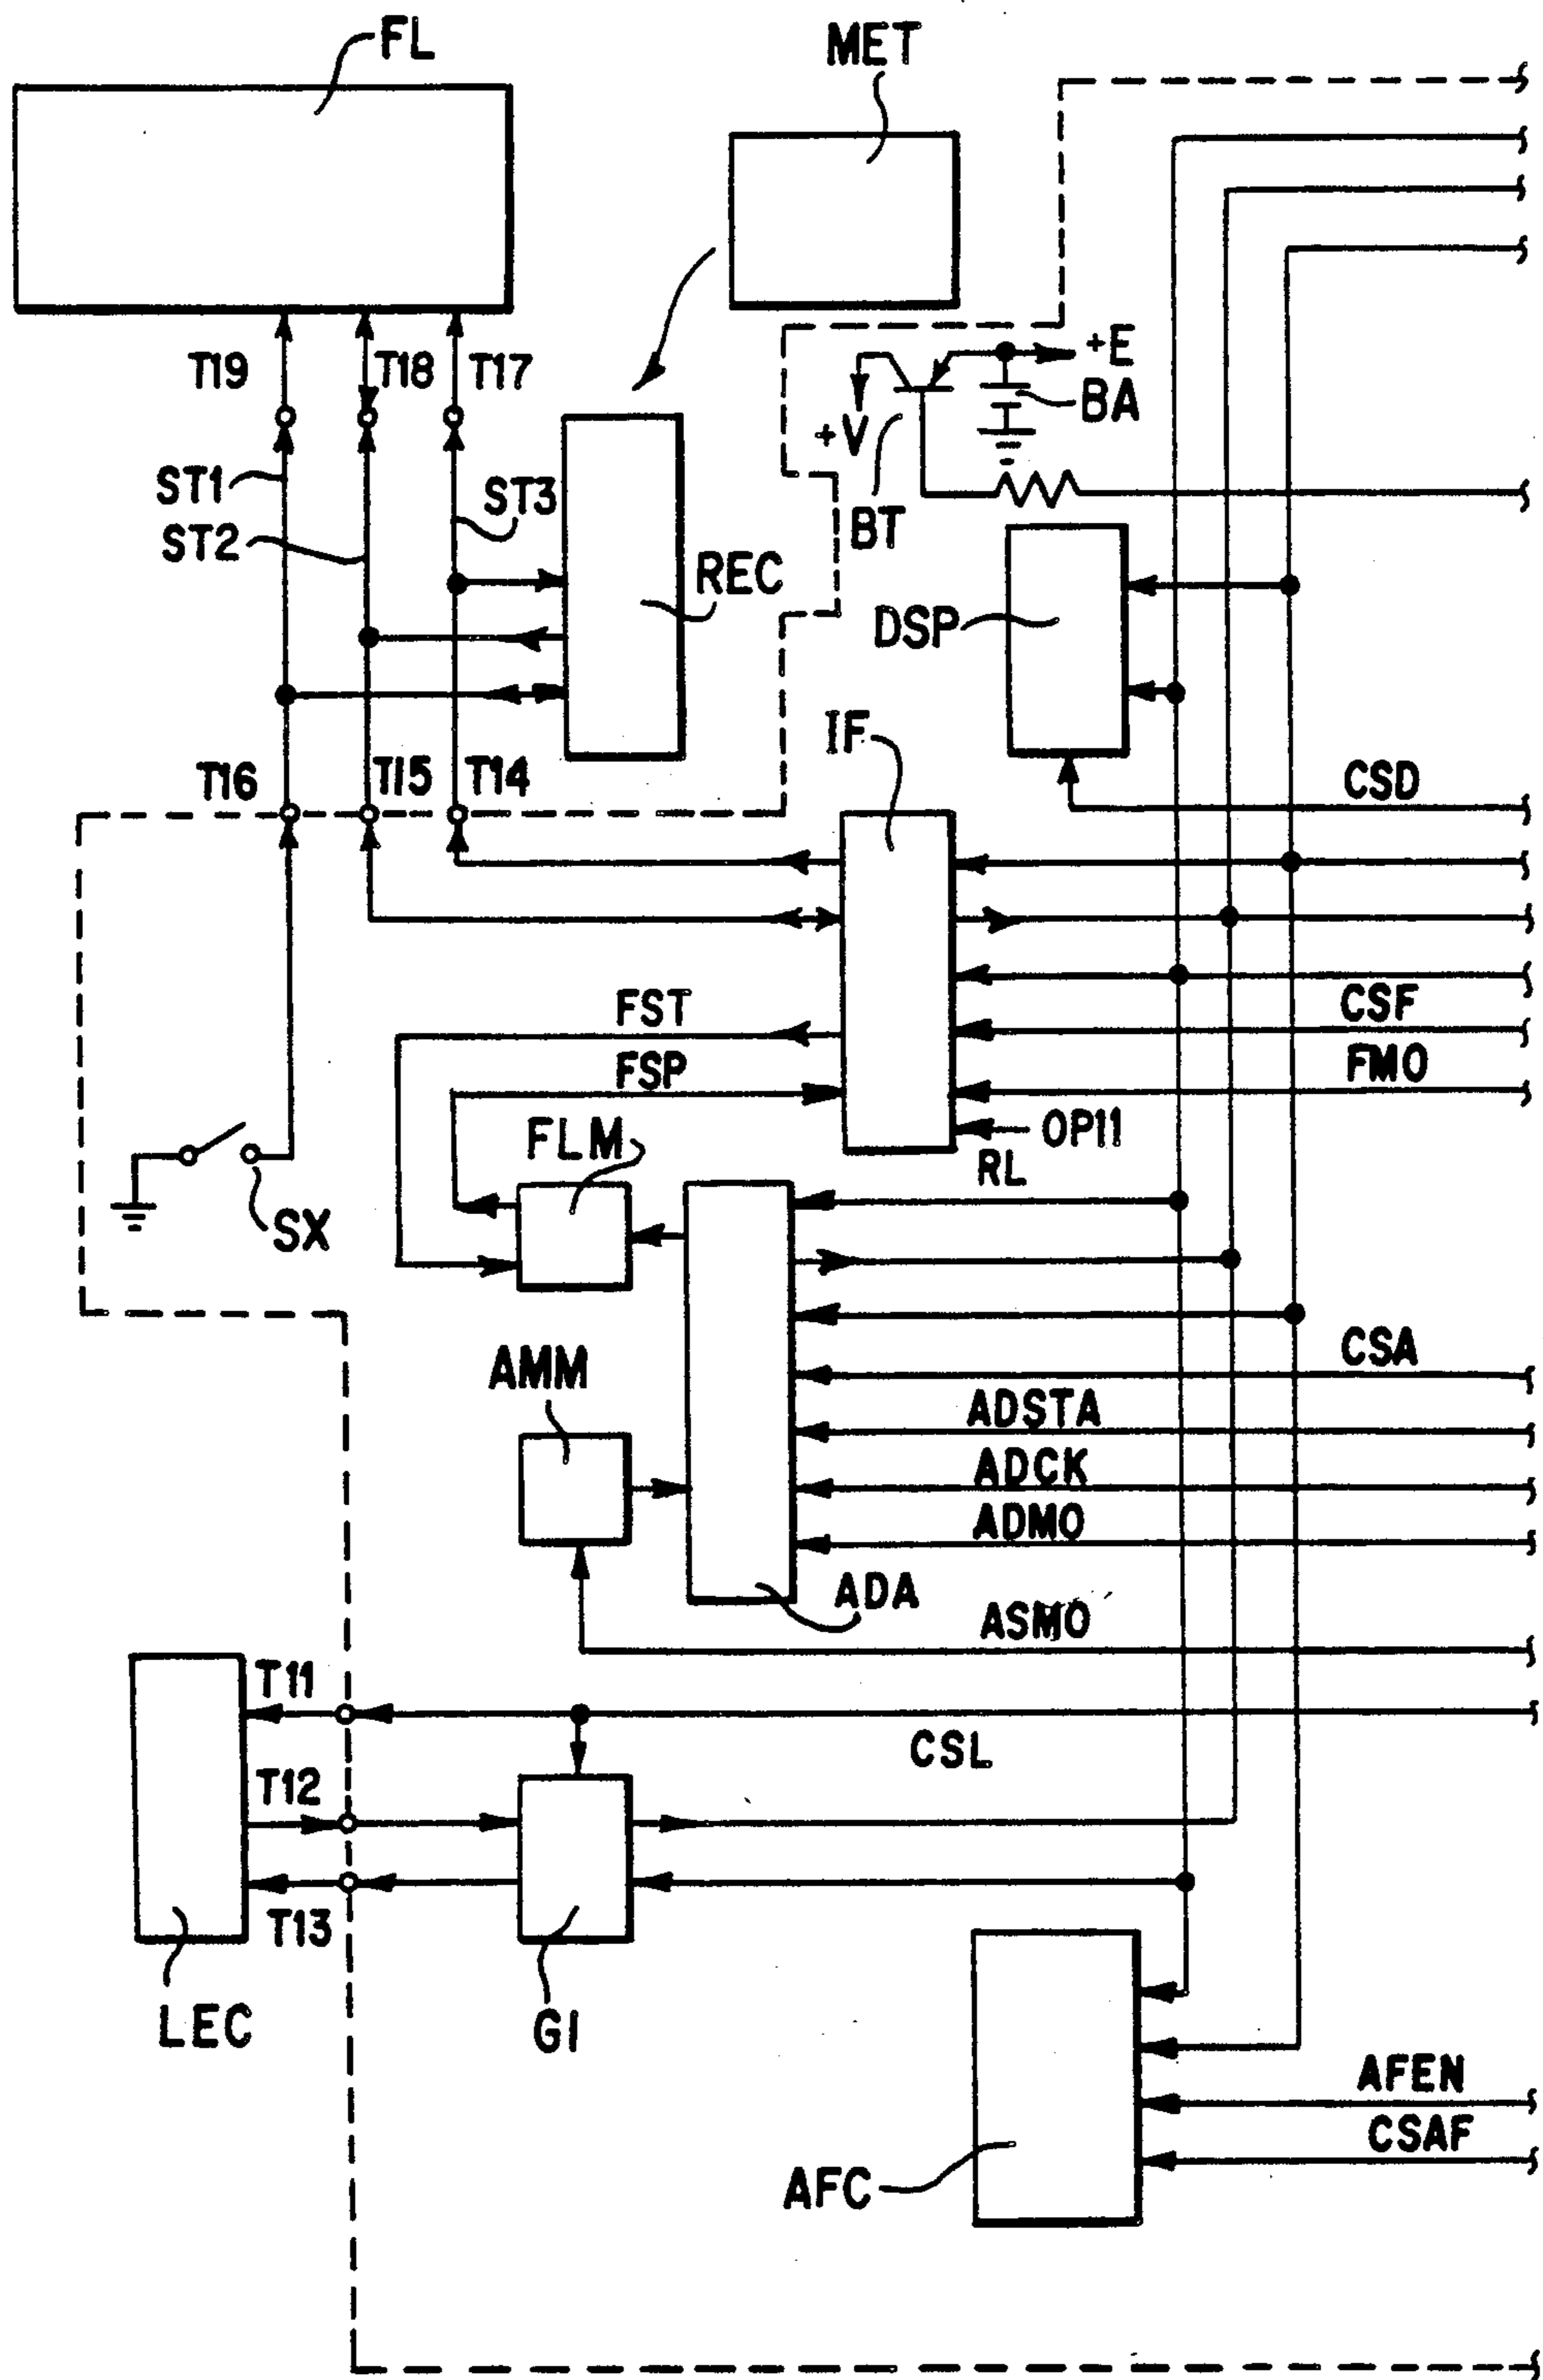 FL
MET
T19
T18
T17
+E
BA
+V
BT
ST1
ST2
ST3
REC
DSP
IF
T16
T15
T14
CSD
FST
CSF
FSP
FMO
FLM
OP11
RL
SX
AMM
CSA
ADSTA
ADCK
ADMO
ADA
ASMO
T11
CSL
T12
T13
LEC
GI
AFEN
CSAF
AFC